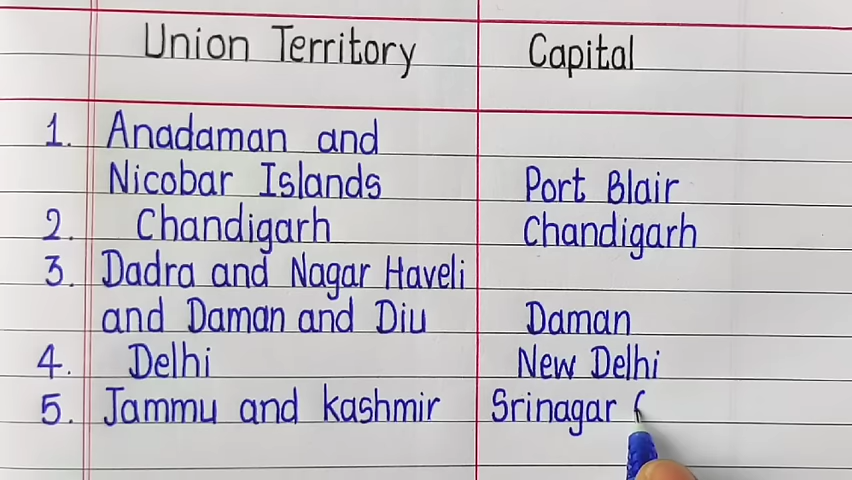 Union Territory Capital
1. Anadaman and
Nicobar Islands Port Blair
2. Chandigarh Chandigarh
3. Dadra and Nagar Haveli
and Daman and Diu Daman
4. Delhi New Delhi
5. Jammu and Kashmir Srinagar (